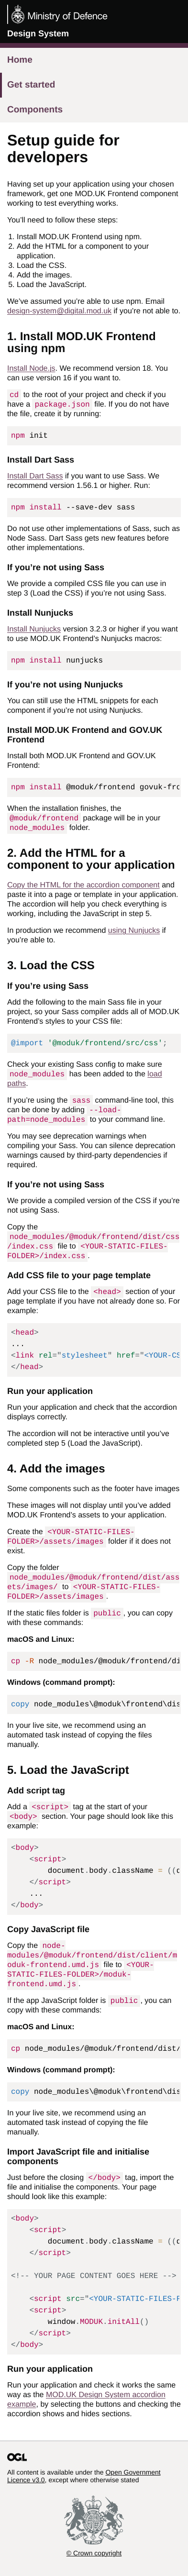 Ministry of Defence
Design System
Home
Get started
Components
Setup guide for
developers
Having set up your application using your chosen
framework, get one MOD.UK Frontend component
working to test everything works.
You'll need to follow these steps:
1. Install MOD.UK Frontend using npm.
2. Add the HTML for a component to your
application.
3. Load the CSS.
4. Add the images.
5. Load the JavaScript.
We've assumed you're able to use npm. Email
design-system@digital.mod.uk if you're not able to.
1. Install MOD.UK Frontend
using npm
Install Node.js. We recommend version 18. You
can use version 16 if you want to.
cd to the root of your project and check if you
have a package.json file. If you do not have
the file, create it by running:
npm init
Install Dart Sass
Install Dart Sass if you want to use Sass. We
recommend version 1.56.1 or higher. Run:
npm install --save-dev sass
Do not use other implementations of Sass, such as
Node Sass. Dart Sass gets new features before
other implementations.
If you're not using Sass
We provide a compiled CSS file you can use in
step 3 (Load the CSS) if you're not using Sass.
Install Nunjucks
Install Nunjucks version 3.2.3 or higher if you want
to use MOD.UK Frontend's Nunjucks macros:
npm install nunjucks
If you're not using Nunjucks
You can still use the HTML snippets for each
component if you're not using Nunjucks.
Install MOD.UK Frontend and GOV.UK
Frontend
Install both MOD.UK Frontend and GOV.UK
Frontend:
npm install @moduk/frontend govuk-fro
When the installation finishes, the
@moduk/frontend package will be in your
node_modules folder.
2. Add the HTML for a
component to your application
Copy the HTML for the accordion component and
paste it into a page or template in your application.
The accordion will help you check everything is
working, including the JavaScript in step 5.
In production we recommend using Nunjucks if
you're able to.
3. Load the CSS
If you're using Sass
Add the following to the main Sass file in your
project, so your Sass compiler adds all of MOD.UK
Frontend's styles to your CSS file:
@import '@moduk/frontend/src/css';
Check your existing Sass config to make sure
node_modules has been added to the load
paths.
If you're using the sass command-line tool, this
can be done by adding --load-
path=node_modules to your command line.
You may see deprecation warnings when
compiling your Sass. You can silence deprecation
warnings caused by third-party dependencies if
required.
If you're not using Sass
We provide a compiled version of the CSS if you're
not using Sass.
Copy the
node_modules/@moduk/frontend/dist/css
/index.css file to <YOUR-STATIC-FILES-
FOLDER>/index.css.
Add CSS file to your page template
Add your CSS file to the <head> section of your
page template if you have not already done so. For
example:
<head>
...
<link rel="stylesheet" href="<YOUR-CS
</head>
Run your application
Run your application and check that the accordion
displays correctly.
The accordion will not be interactive until you've
completed step 5 (Load the JavaScript).
4. Add the images
Some components such as the footer have images.
These images will not display until you've added
MOD.UK Frontend's assets to your application.
Create the <YOUR-STATIC-FILES-
FOLDER>/assets/images folder if it does not
exist.
Copy the folder
node_modules/@moduk/frontend/dist/ass
ets/images/ to <YOUR-STATIC-FILES-
FOLDER>/assets/images.
If the static files folder is public, you can copy
with these commands:
macOS and Linux:
cp -R node_modules/@moduk/frontend/di
Windows (command prompt):
copy node_modules\@moduk\frontend\dis
In your live site, we recommend using an
automated task instead of copying the files
manually.
5. Load the JavaScript
Add script tag
Add a <script> tag at the start of your
<body> section. Your page should look like this
example:
<body>
<script>
document.body.className = ((d
</script>
...
</body>
Copy JavaScript file
Copy the node-
modules/@moduk/frontend/dist/client/m
oduk-frontend.umd.js file to <YOUR-
STATIC-FILES-FOLDER>/moduk-
frontend.umd.js.
If the app JavaScript folder is public, you can
copy with these commands:
macOS and Linux:
cp node_modules/@moduk/frontend/dist/
Windows (command prompt):
copy node_modules\@moduk\frontend\dis
In your live site, we recommend using an
automated task instead of copying the file
manually.
Import JavaScript file and initialise
components
Just before the closing </body> tag, import the
file and initialise the components. Your page
should look like this example:
<body>
<script>
document.body.className = ((d
</script>
<!-- YOUR PAGE CONTENT GOES HERE -->
<script src="<YOUR-STATIC-FILES-F
<script>
window.MODUK.initAll()
</script>
</body>
Run your application
Run your application and check it works the same
way as the MOD.UK Design System accordion
example, by selecting the buttons and checking the
accordion shows and hides sections.
OGL
All content is available under the Open Government
Licence v3.0, except where otherwise stated
© Crown copyright